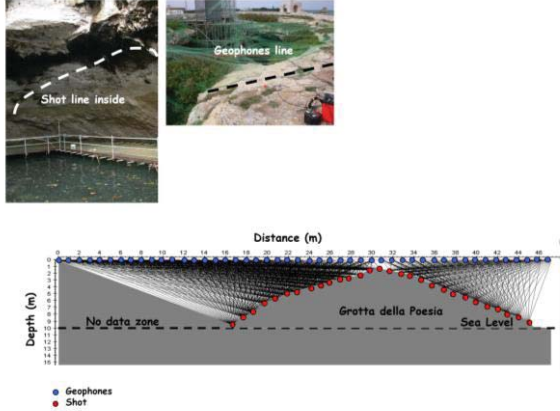 Shot line inside
Geophones line
Distance (m)
0 2 4 6 8 10 12 14 16 18 20 22 24 26 28 30 32 34 36 38 40 42 44 46
Depth (m)
0
1
2
3
4
5
6
7
8
9
10
11
12
13
14
15
16
Grotta della Poesia
No data zone
Sea Level
Geophones
Shot